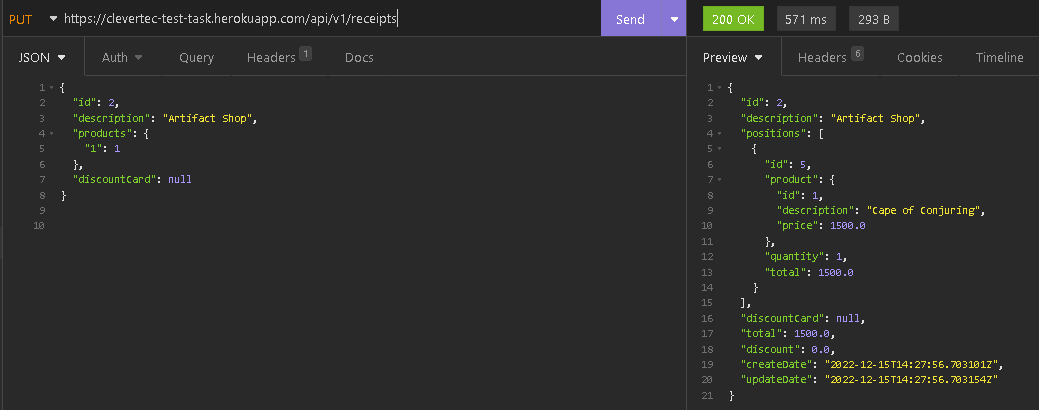 PUT https://clevertec-test-task.herokuapp.com/api/v1/receipts Send 200 OK 571 ms 293 B
JSON Auth Query Headers 1 Docs Preview Headers 6 Cookies Timeline
1 {
2 "id": 2,
3 "description": "Artifact Shop",
4 "products": {
5 "1": 1
6 },
7 "discountCard": null
8 }
9
10
1 {
2 "id": 2,
3 "description": "Artifact Shop",
4 "positions": [
5 {
6 "id": 5,
7 "product": {
8 "id": 1,
9 "description": "Cape of Conjuring",
10 "price": 1500.0
11 },
12 "quantity": 1,
13 "total": 1500.0
14 }
15 ],
16 "discountCard": null,
17 "total": 1500.0,
18 "discount": 0.0,
19 "createDate": "2022-12-15T14:27:56.703101Z",
20 "updateDate": "2022-12-15T14:27:56.703154Z"
21 }